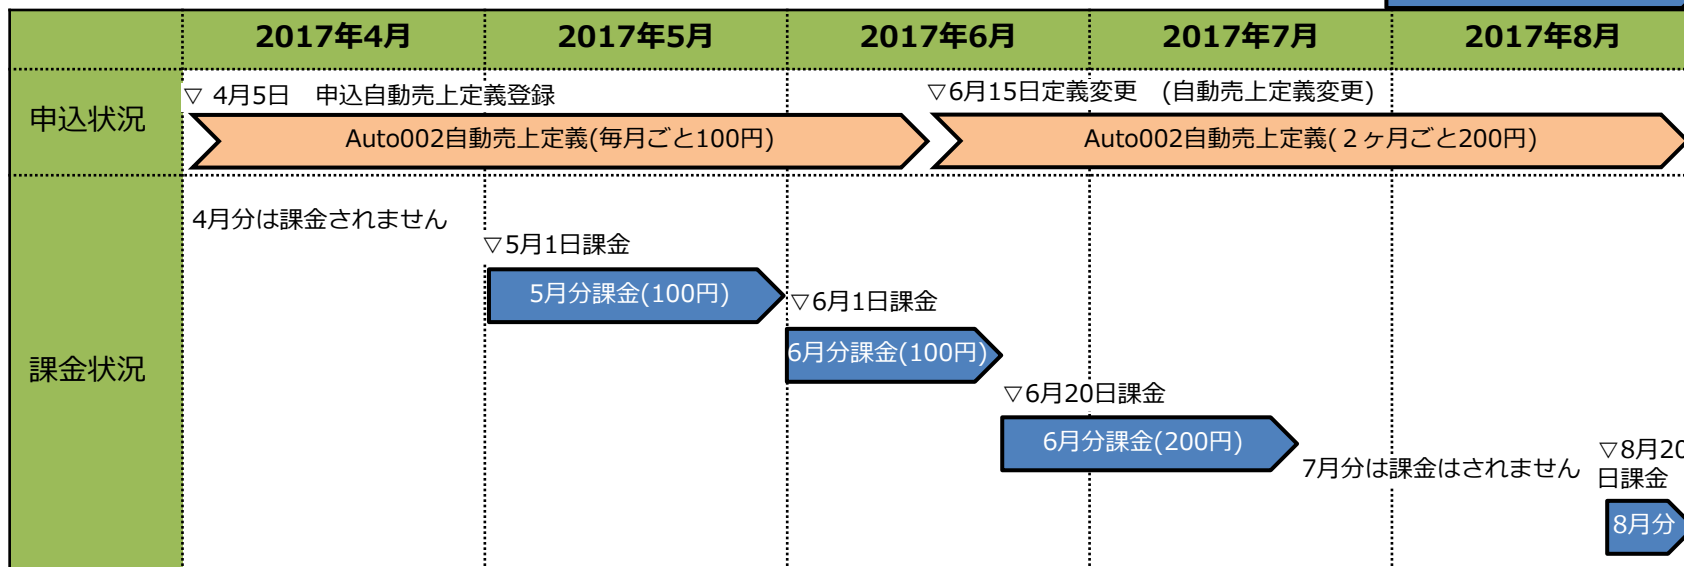 2017年4月
2017年5月
2017年6月
2017年7月
2017年8月
申込状況
▽ 4月5日　申込自動売上定義登録
▽6月15日定義変更　(自動売上定義変更)
Auto002自動売上定義(毎月ごと100円)
Auto002自動売上定義(２ヶ月ごと200円)
課金状況
4月分は課金されません
▽5月1日課金
5月分課金(100円)
▽6月1日課金
6月分課金(100円)
▽6月20日課金
6月分課金(200円)
7月分は課金はされません
▽8月20
日課金
8月分